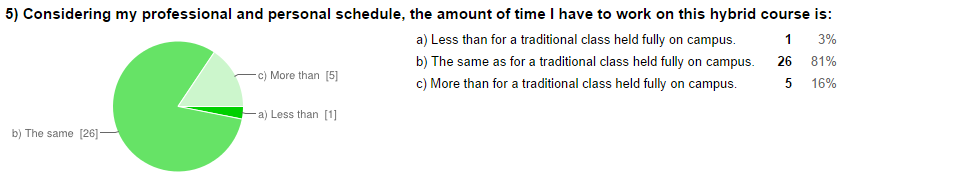 5) Considering my professional and personal schedule, the amount of time I have to work on this hybrid course is:
a) Less than for a traditional class held fully on campus. 1 3%
b) The same as for a traditional class held fully on campus. 26 81%
c) More than for a traditional class held fully on campus. 5 16%
c) More than [5]
a) Less than [1]
b) The same [26]